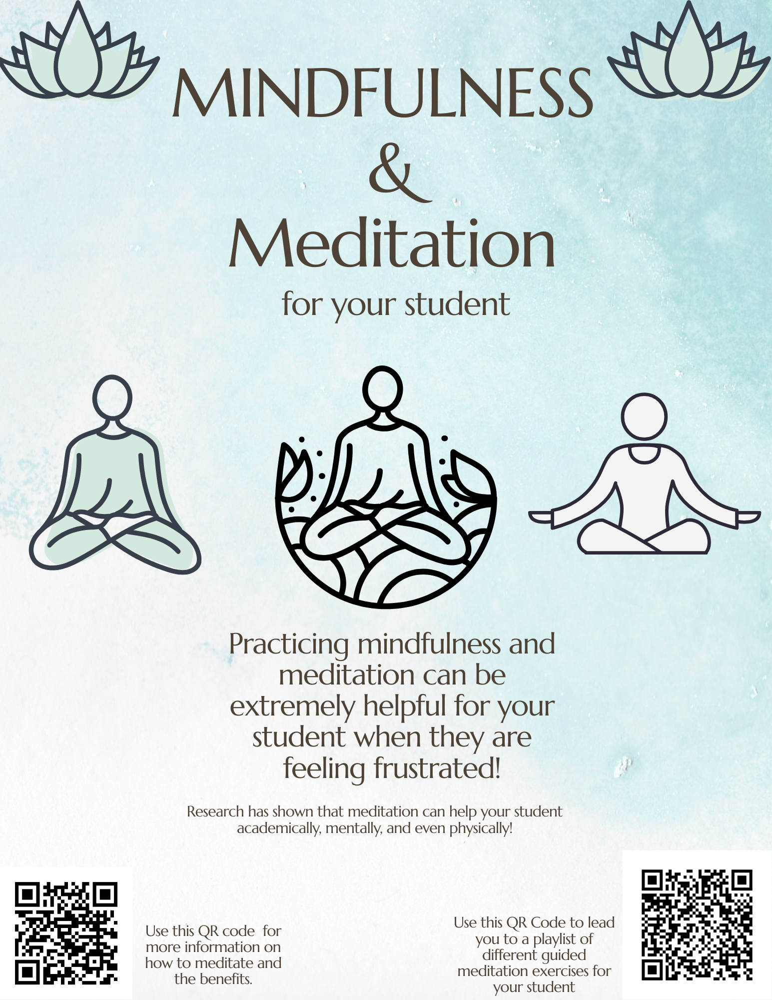 MINDFULNESS
&
Meditation
for your student
Practicing mindfulness and
meditation can be
extremely helpful for your
student when they are
feeling frustrated!
Research has shown that meditation can help your student
academically, mentally, and even physically!
Use this QR code for
more information on
how to meditate and
the benefits.
Use this QR Code to lead
you to a playlist of
different guided
meditation exercises for
your student